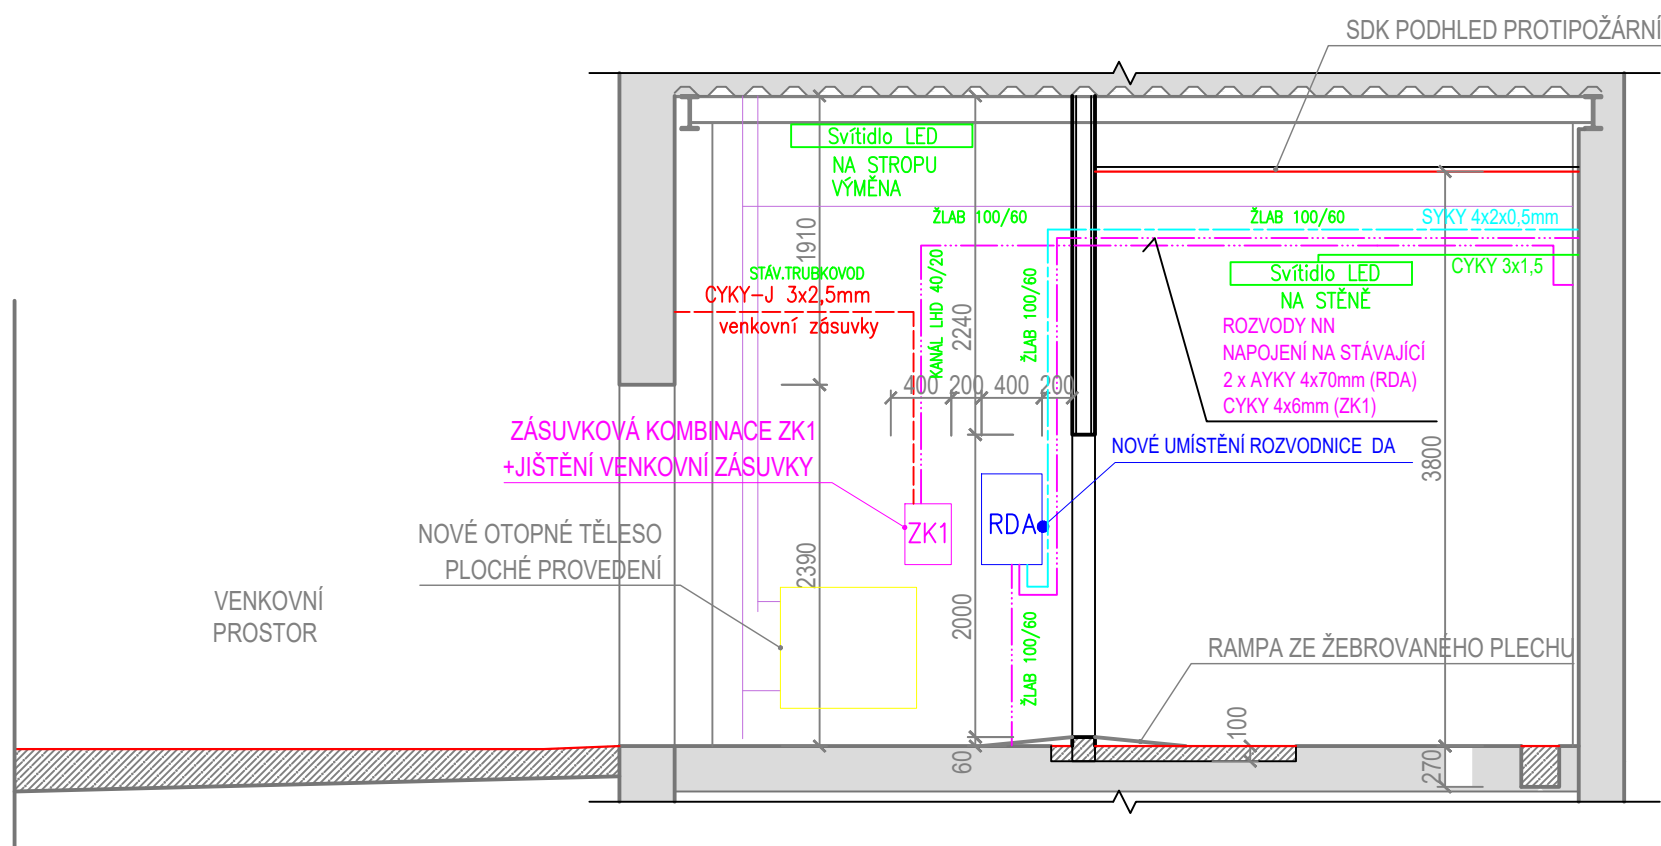 SDK PODHLED PROTIPOŽÁRNÍ
Svítidlo LED
NA STROPU
VÝMĚNA
ŽLAB 100/60
ŽLAB 100/60
SYKY 4x2x0,5mm
CYKY 3x1,5
1910
STÁV.TRUBKOVOD
CYKY-J 3x2,5mm
venkovní zásuvky
KANÁL LHD 40/20
2240
ŽLAB 100/60
Svítidlo LED
NA STĚNĚ
ROZVODY NN
NAPOJENÍ NA STÁVAJÍCÍ
2 x AYKY 4x70mm (RDA)
CYKY 4x6mm (ZK1)
400
200
400
200
ZÁSUVKOVÁ KOMBINACE ZK1
+JIŠTĚNÍ VENKOVNÍ ZÁSUVKY
NOVÉ UMÍSTĚNÍ ROZVODNICE DA
3800
ZK1
RDA
NOVÉ OTOPNÉ TĚLESO
PLOCHÉ PROVEDENÍ
2390
2000
ŽLAB 100/60
VENKOVNÍ
PROSTOR
RAMPA ZE ŽEBROVANÉHO PLECHU
60
100
270